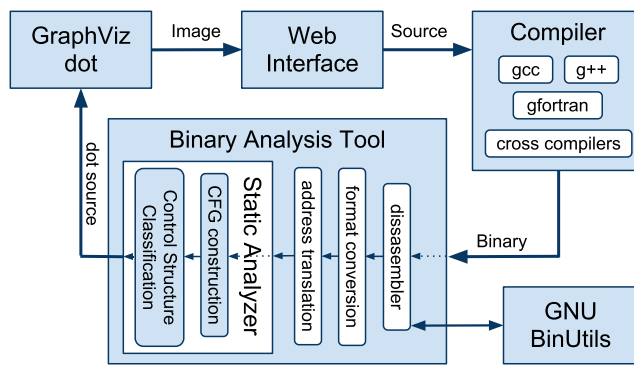 GraphViz
dot
Image
Web
Interface
Source
Compiler
gcc
g++
gfortran
cross compilers
dot source
Binary Analysis Tool
Control Structure
Classification
CFG construction
Static Analyzer
address translation
format conversion
dissasembler
Binary
GNU
BinUtils